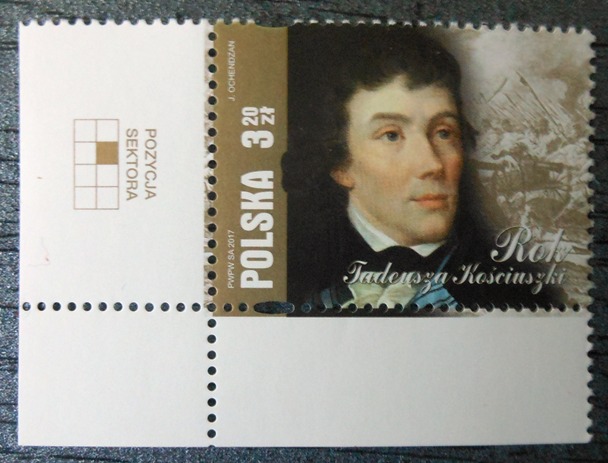 POZYCJA
SEKTORA
J. OCHENDZAN
PWPW SA 2017
POLSKA 3 20 zł
Rok
Tadeusza Kościuszki